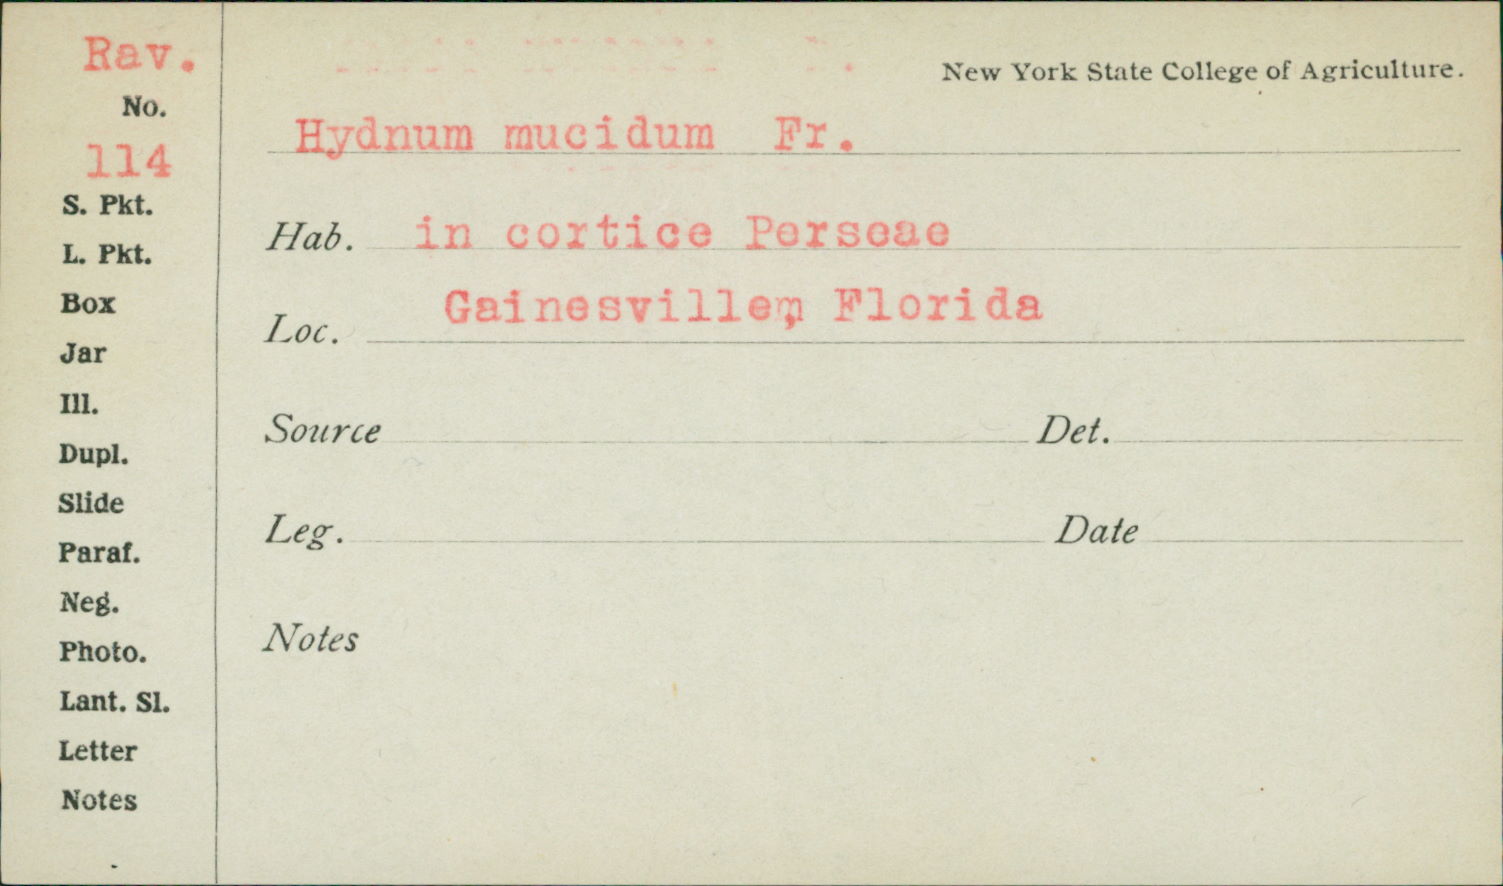 Rav.
No.
114
S. Pkt.
L. Pkt.
Box
Jar
Ill.
Dupl.
Slide
Paraf.
Neg.
Photo.
Lant. Sl.
Letter
Notes
New York State College of Agriculture.
Hydnum mucidum Fr.
Hab. in cortice Perseae
Loc. Gainesville, Florida
Source Det.
Leg. Date
Notes